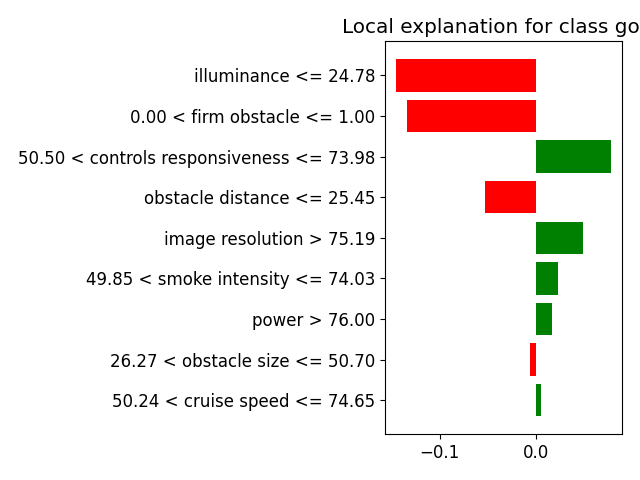 Local explanation for class go
illuminance <= 24.78
0.00 < firm obstacle <= 1.00
50.50 < controls responsiveness <= 73.98
obstacle distance <= 25.45
image resolution > 75.19
49.85 < smoke intensity <= 74.03
power > 76.00
26.27 < obstacle size <= 50.70
50.24 < cruise speed <= 74.65
−0.1 0.0